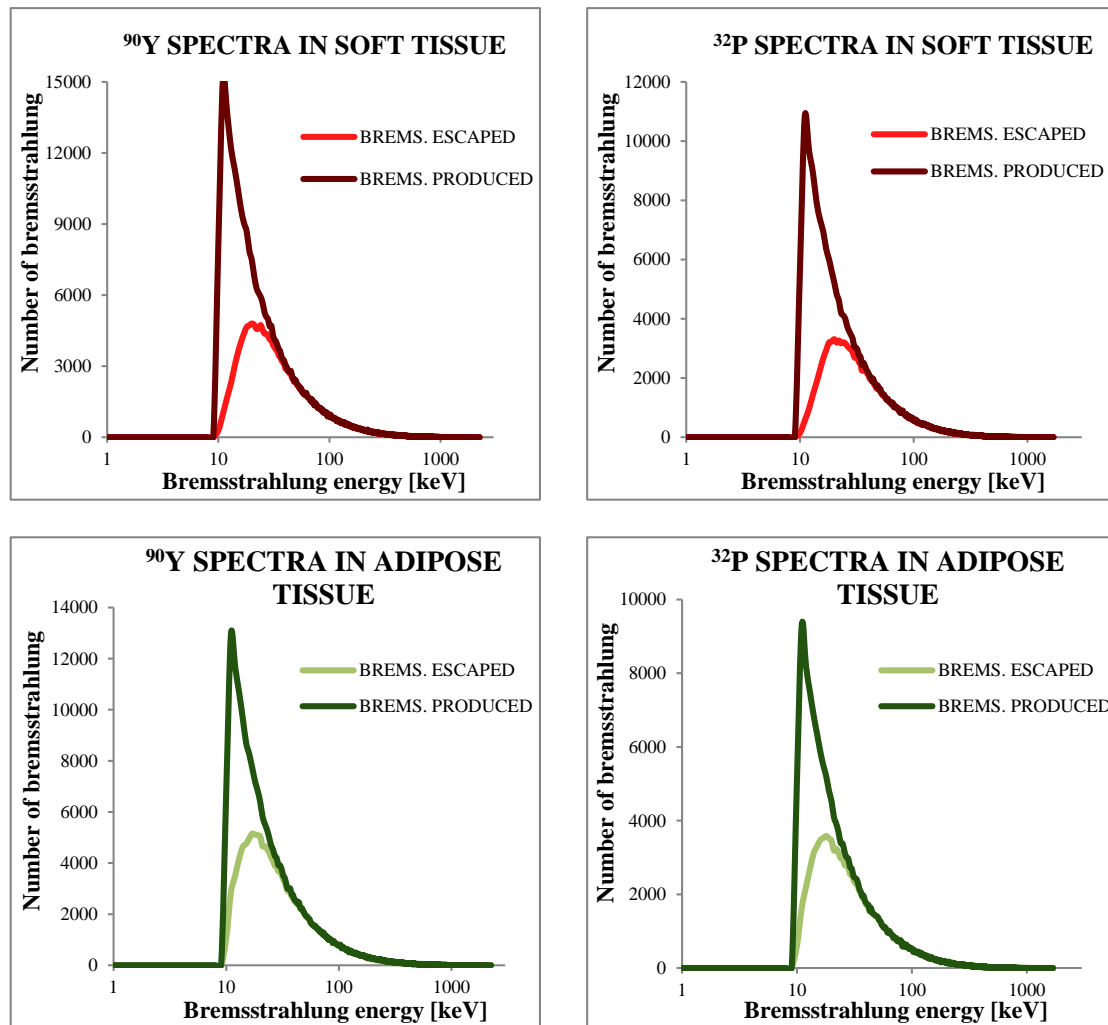 ⁹⁰Y SPECTRA IN SOFT TISSUE
Number of bremsstrahlung
15000
12000
9000
6000
3000
0
BREMS. ESCAPED
BREMS. PRODUCED
1 10 100 1000
Bremsstrahlung energy [keV]
³²P SPECTRA IN SOFT TISSUE
Number of bremsstrahlung
12000
10000
8000
6000
4000
2000
0
BREMS. ESCAPED
BREMS. PRODUCED
1 10 100 1000
Bremsstrahlung energy [keV]
⁹⁰Y SPECTRA IN ADIPOSE
TISSUE
Number of bremsstrahlung
14000
12000
10000
8000
6000
4000
2000
0
BREMS. ESCAPED
BREMS. PRODUCED
1 10 100 1000
Bremsstrahlung energy [keV]
³²P SPECTRA IN ADIPOSE
TISSUE
Number of bremsstrahlung
10000
8000
6000
4000
2000
0
BREMS. ESCAPED
BREMS. PRODUCED
1 10 100 1000
Bremsstrahlung energy [keV]